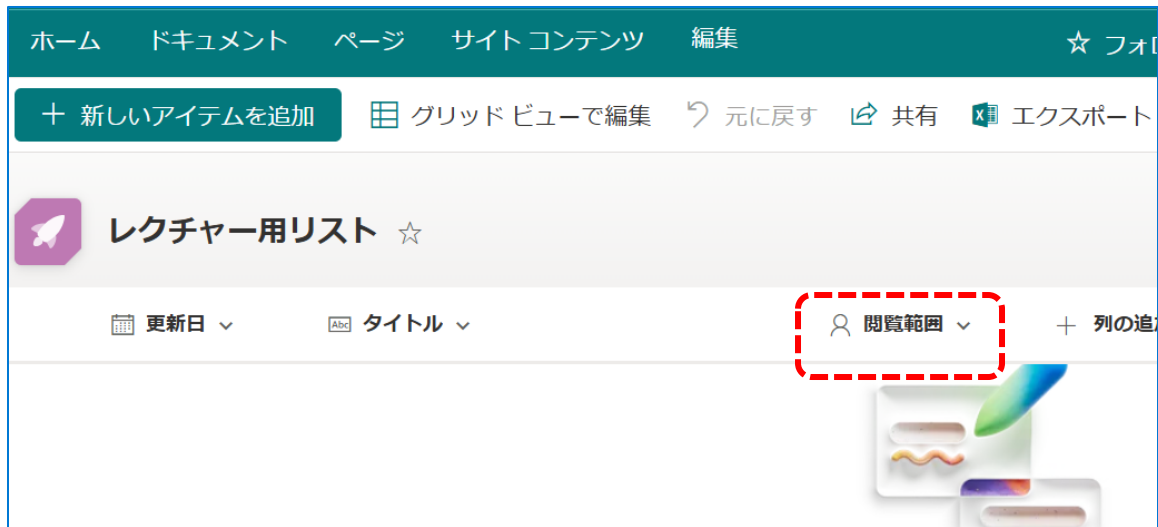 ホーム ドキュメント ページ サイト コンテンツ 編集 ☆ フォロ
+ 新しいアイテムを追加 グリッド ビューで編集 元に戻す 共有 エクスポート
レクチャー用リスト ☆
更新日 Abc タイトル 閲覧範囲 + 列の追加